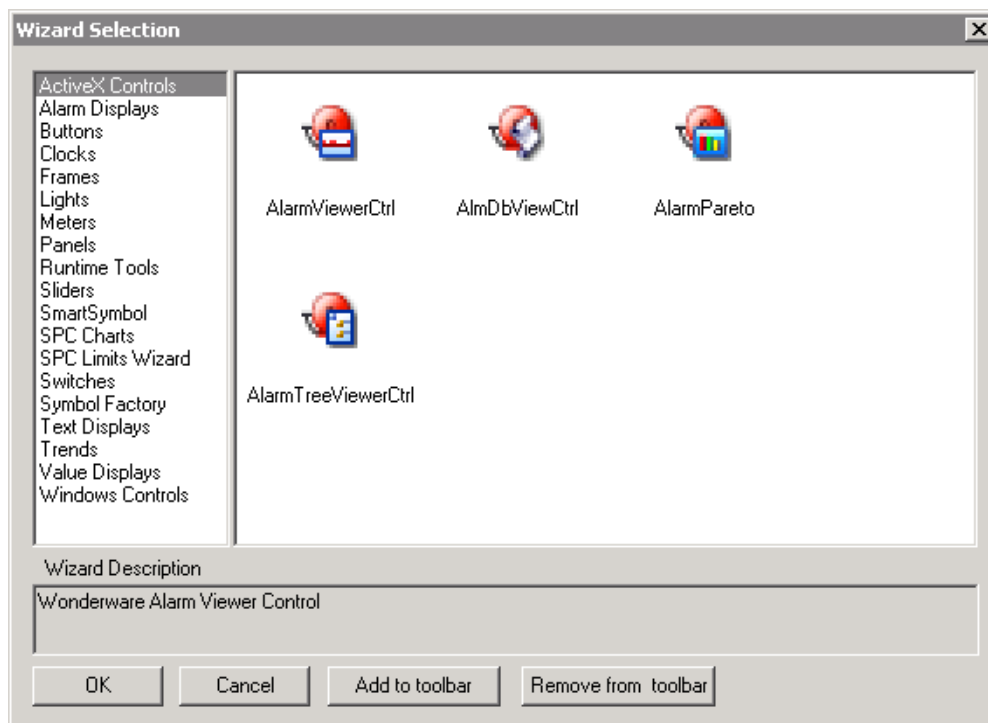 Wizard Selection
ActiveX Controls
Alarm Displays
Buttons
Clocks
Frames
Lights
Meters
Panels
Runtime Tools
Sliders
SmartSymbol
SPC Charts
SPC Limits Wizard
Switches
Symbol Factory
Text Displays
Trends
Value Displays
Windows Controls
AlarmViewerCtrl AlmDbViewCtrl AlarmPareto
AlarmTreeViewerCtrl
Wizard Description
Wonderware Alarm Viewer Control
OK Cancel Add to toolbar Remove from toolbar